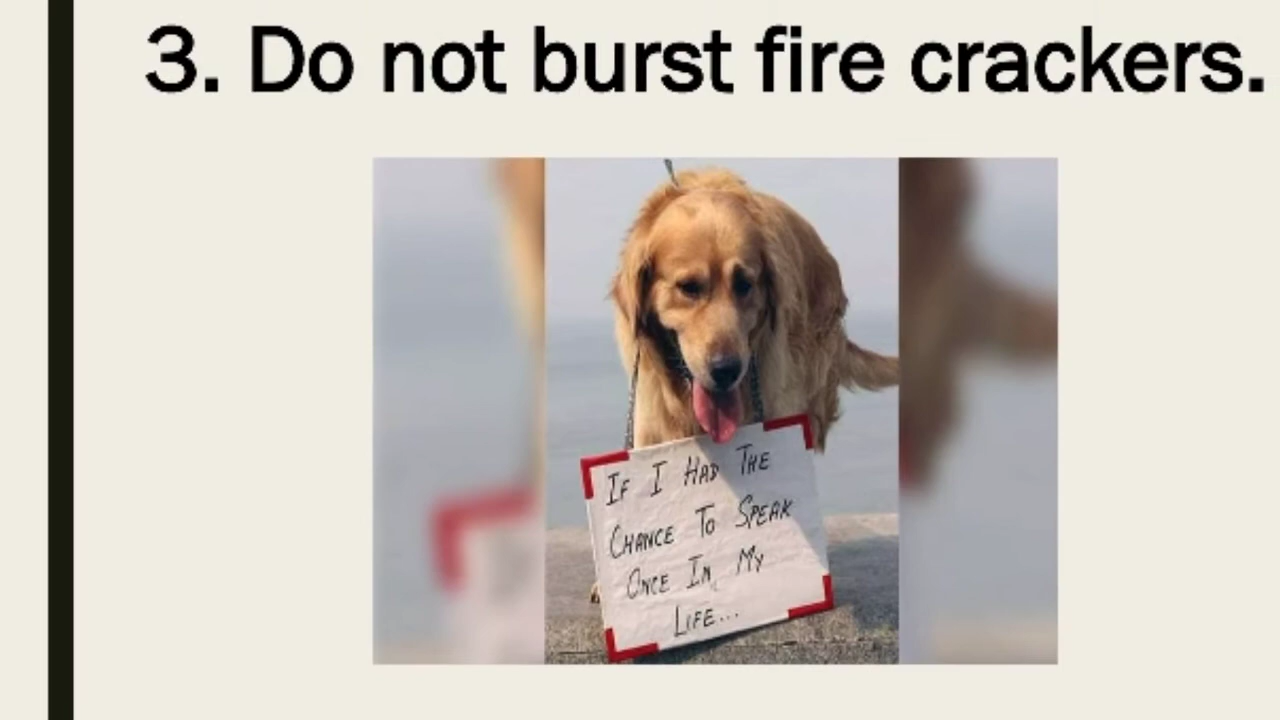 3. Do not burst fire crackers.
IF I HAD THE
CHANCE TO SPEAK
ONCE IN MY
LIFE...